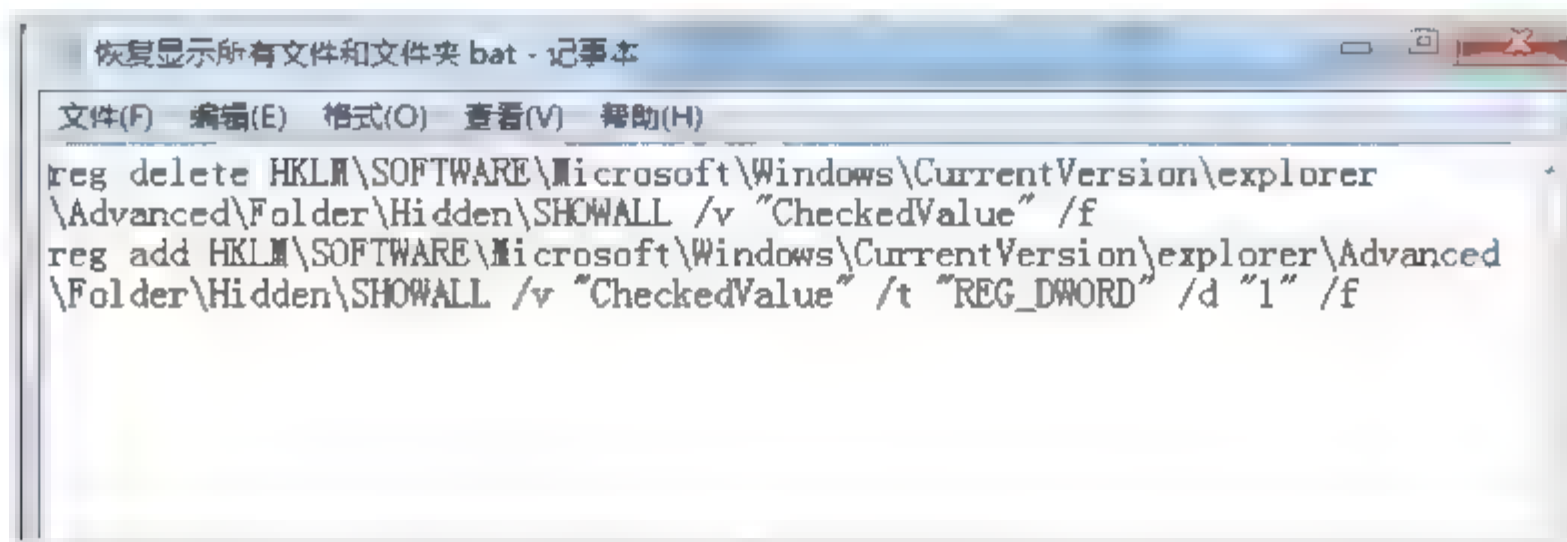 恢复显示所有文件和文件夹 bat - 记事本
文件(F) 编辑(E) 格式(O) 查看(V) 帮助(H)
reg delete HKLM\SOFTWARE\Microsoft\Windows\CurrentVersion\explorer
\Advanced\Folder\Hidden\SHOWALL /v "CheckedValue" /f
reg add HKLM\SOFTWARE\Microsoft\Windows\CurrentVersion\explorer\Advanced
\Folder\Hidden\SHOWALL /v "CheckedValue" /t "REG_DWORD" /d "1" /f